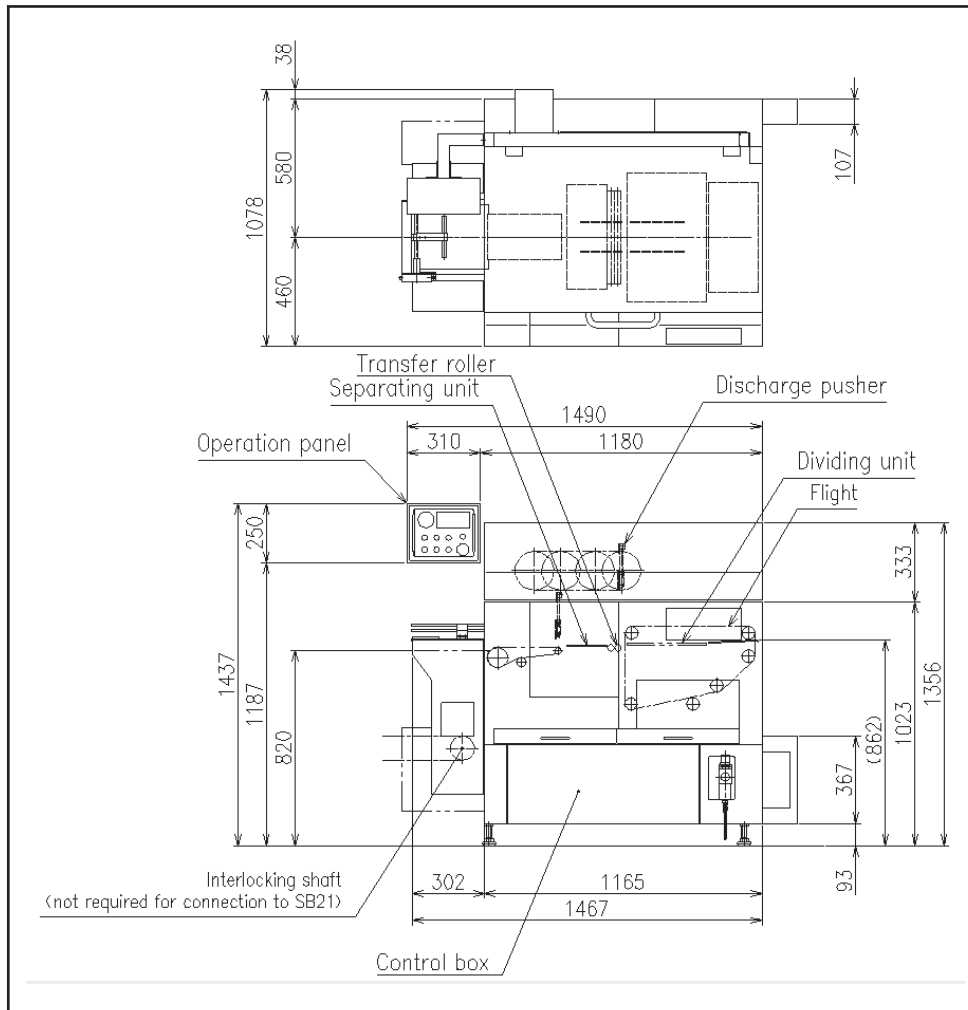 38
580
1078
460
107
Transfer roller
Separating unit
Discharge pusher
1490
Operation panel
310
1180
Dividing unit
Flight
250
333
1437
1187
820
(862)
1023
1356
367
93
Interlocking shaft
(not required for connection to SB21)
302
1165
1467
Control box